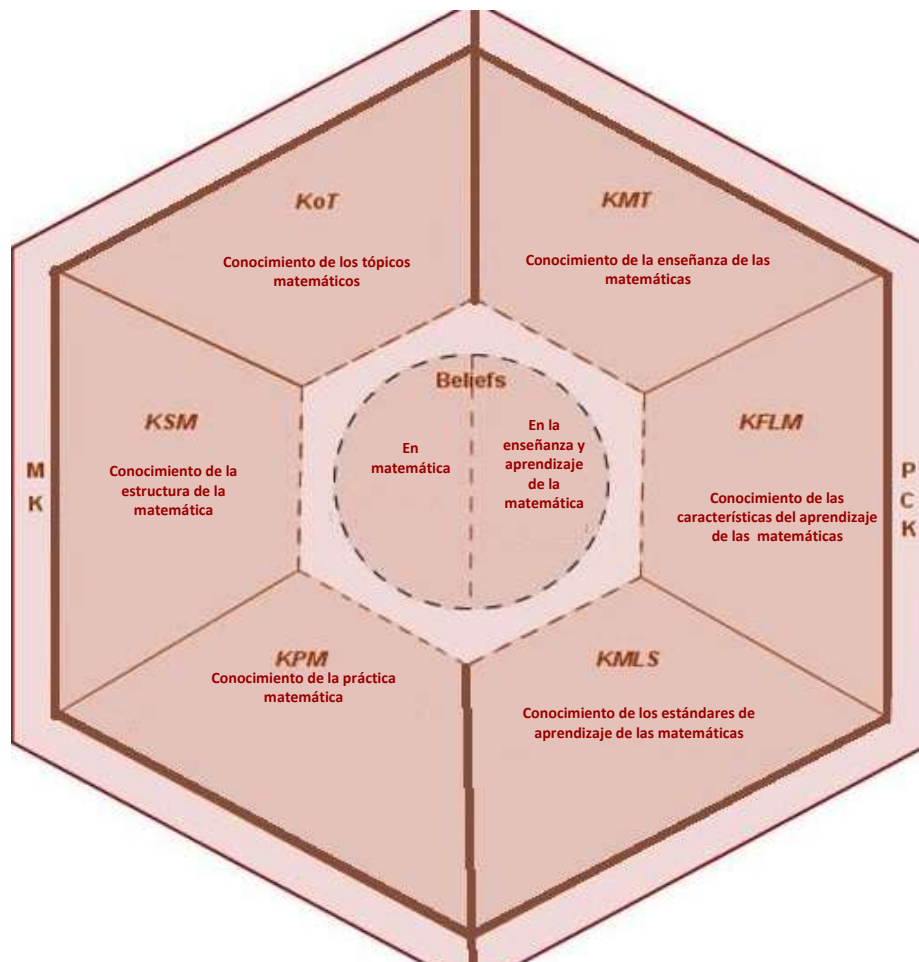 KoT
Conocimiento de los tópicos
matemáticos
KMT
Conocimiento de la enseñanza de las
matemáticas
Beliefs
En
matemática
En la
enseñanza y
aprendizaje
de la
matemática
KSM
Conocimiento de la
estructura de la
matemática
M
K
KFLM
Conocimiento de las
características del aprendizaje
de las matemáticas
P
C
K
KPM
Conocimiento de la práctica
matemática
KMLS
Conocimiento de los estándares de
aprendizaje de las matemáticas